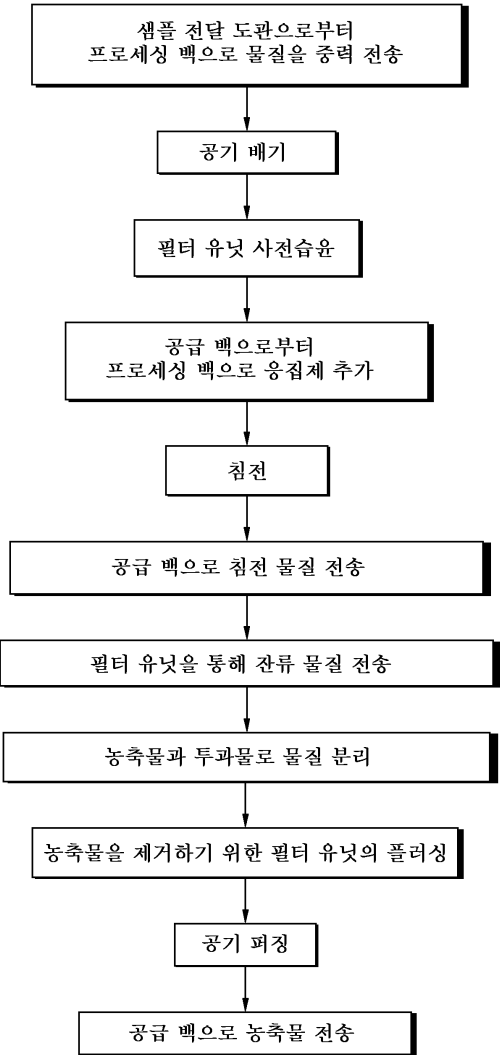 샘플 전달 도관으로부터
프로세싱 백으로 물질을 중력 전송
공기 배기
필터 유닛 사전습윤
공급 백으로부터
프로세싱 백으로 응집제 추가
침전
공급 백으로 침전 물질 전송
필터 유닛을 통해 잔류 물질 전송
농축물과 투과물로 물질 분리
농축물을 제거하기 위한 필터 유닛의 플러싱
공기 퍼징
공급 백으로 농축물 전송